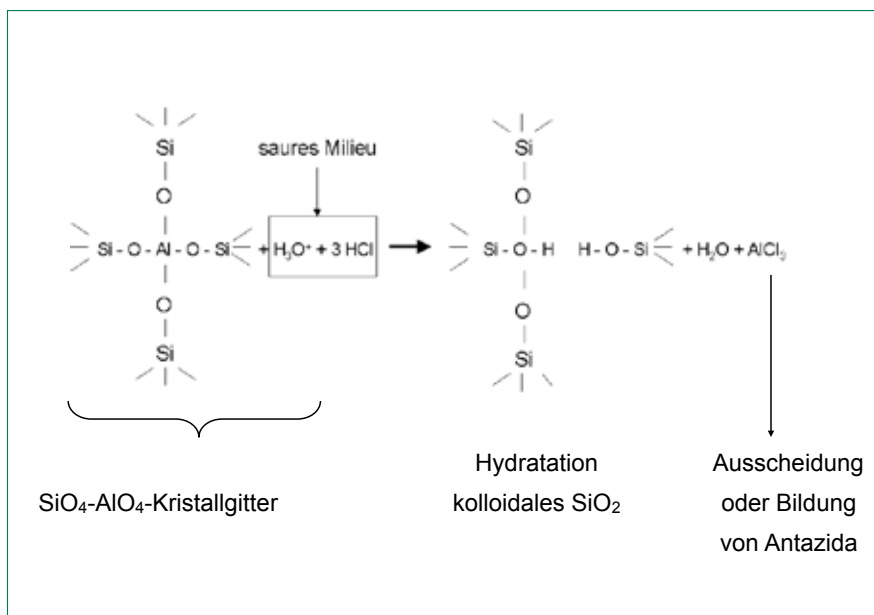 Si Si
saures Milieu
O O
Si - O - Al - O - Si + H₃O⁺ + 3 HCl Si - O - H H - O - Si + H₂O + AlCl₃
O O
Si Si
SiO₄-AlO₄-Kristallgitter
Hydratation
kolloidales SiO₂
Ausscheidung
oder Bildung
von Antazida